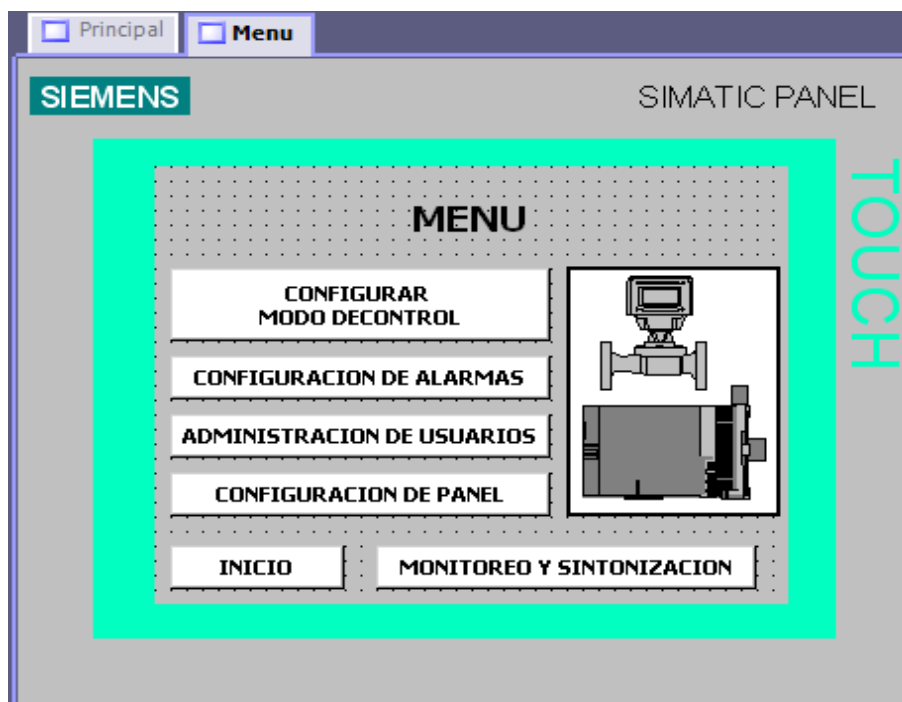 Principal
Menu
SIEMENS
SIMATIC PANEL
TOUCH
MENU
CONFIGURAR
MODO DECONTROL
CONFIGURACION DE ALARMAS
ADMINISTRACION DE USUARIOS
CONFIGURACION DE PANEL
INICIO
MONITOREO Y SINTONIZACION